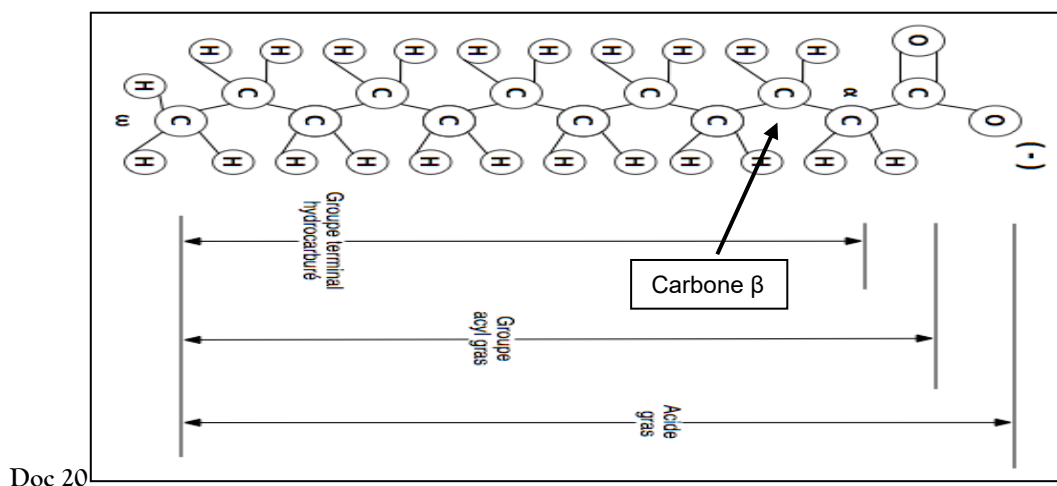 H H H H H H H H H H O
H C C C C C α C
ω C C C C C C O (-)
H H H H H H H H H H H H
Groupe terminal
hydrocarburé
Carbone β
Groupe
acyl gras
Acide
gras
Doc 20